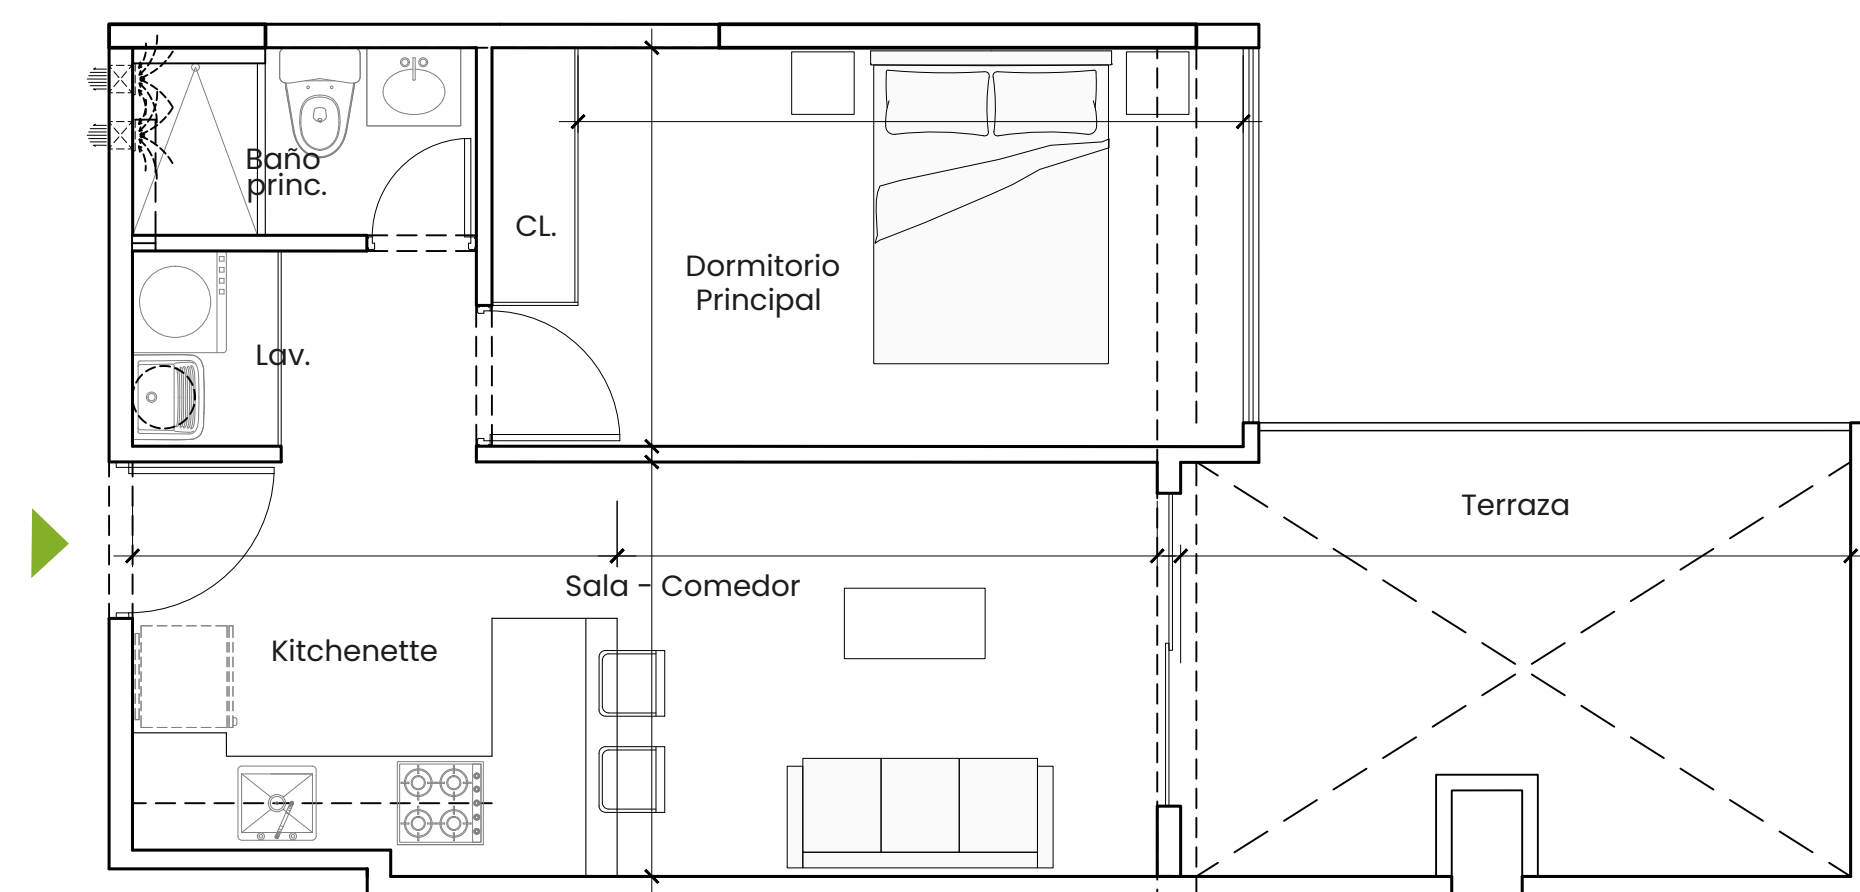 Baño
princ.
CL.
Dormitorio
Principal
Lav.
Terraza
Sala - Comedor
Kitchenette